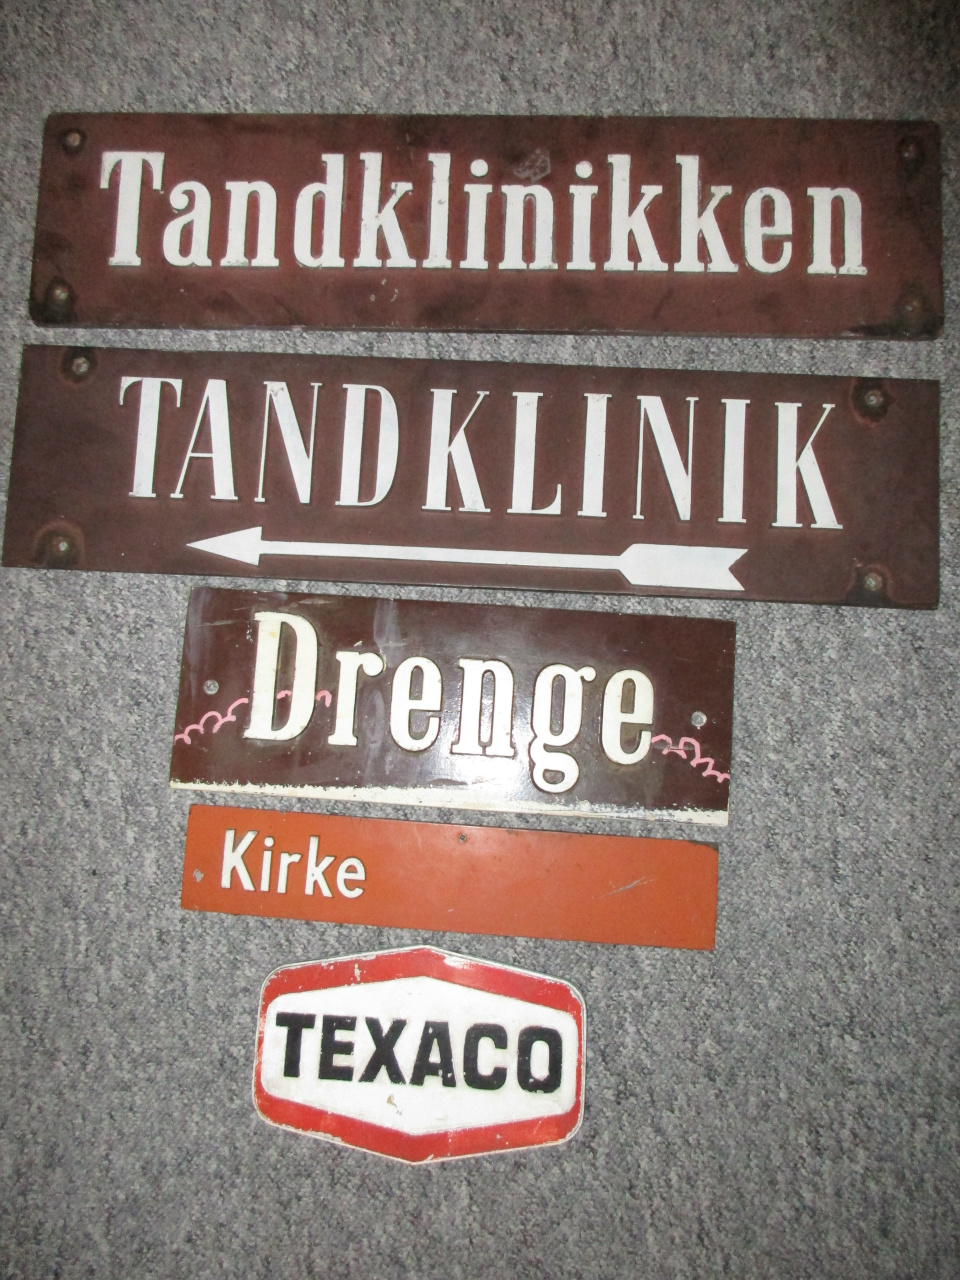 Tandklinikken
TANDKLINIK
Drenge
Kirke
TEXACO